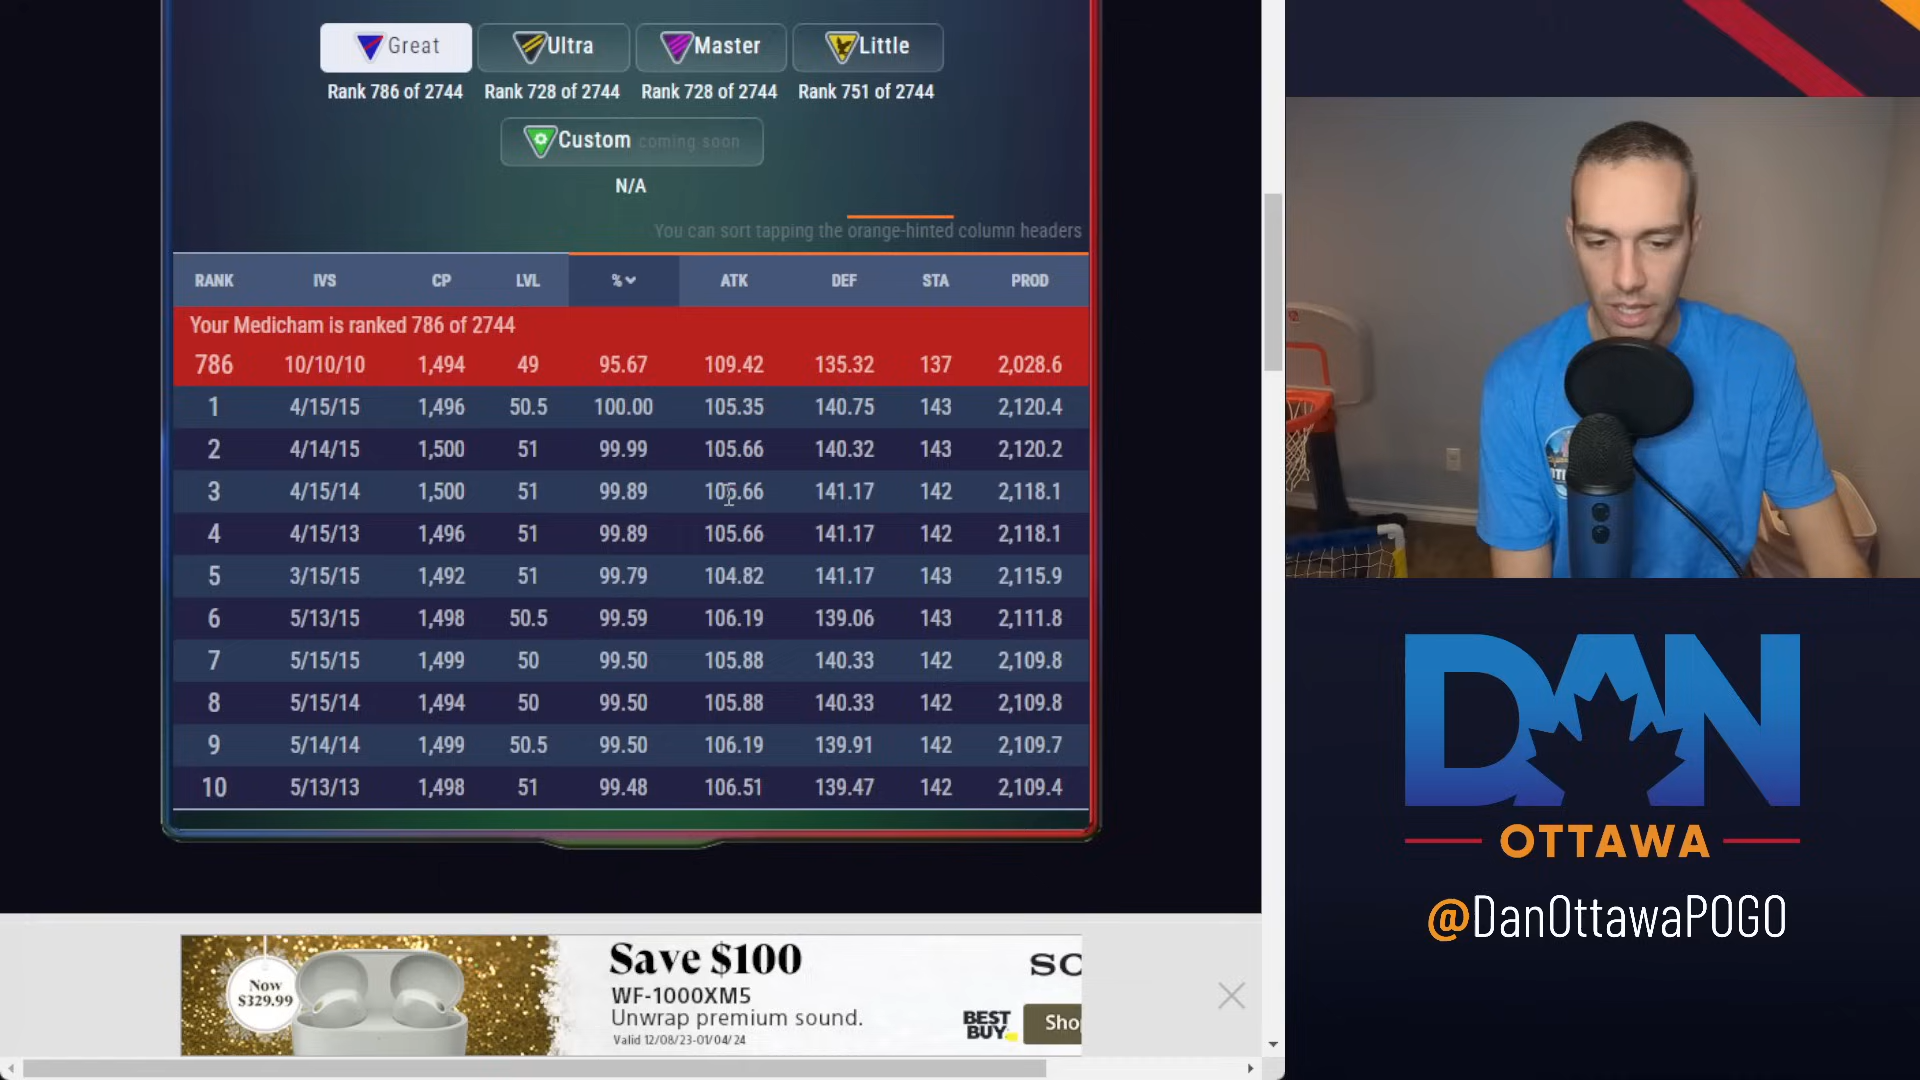 Great Ultra Master Little
Rank 786 of 2744 Rank 728 of 2744 Rank 728 of 2744 Rank 751 of 2744
Custom coming soon
N/A
You can sort tapping the orange-hinted column headers
RANK IVS CP LVL % ATK DEF STA PROD
Your Medicham is ranked 786 of 2744
786 10/10/10 1,494 49 95.67 109.42 135.32 137 2,028.6
1 4/15/15 1,496 50.5 100.00 105.35 140.75 143 2,120.4
2 4/14/15 1,500 51 99.99 105.66 140.32 143 2,120.2
3 4/15/14 1,500 51 99.89 105.66 141.17 142 2,118.1
4 4/15/13 1,496 51 99.89 105.66 141.17 142 2,118.1
5 3/15/15 1,492 51 99.79 104.82 141.17 143 2,115.9
6 5/13/15 1,498 50.5 99.59 106.19 139.06 143 2,111.8
7 5/15/15 1,499 50 99.50 105.88 140.33 142 2,109.8
8 5/15/14 1,494 50 99.50 105.88 140.33 142 2,109.8
9 5/14/14 1,499 50.5 99.50 106.19 139.91 142 2,109.7
10 5/13/13 1,498 51 99.48 106.51 139.47 142 2,109.4
Now
$329.99
Save $100
WF-1000XM5
Unwrap premium sound.
Valid 12/08/23-01/04/24
BEST
BUY
DAN
OTTAWA
@DanOttawaPOGO